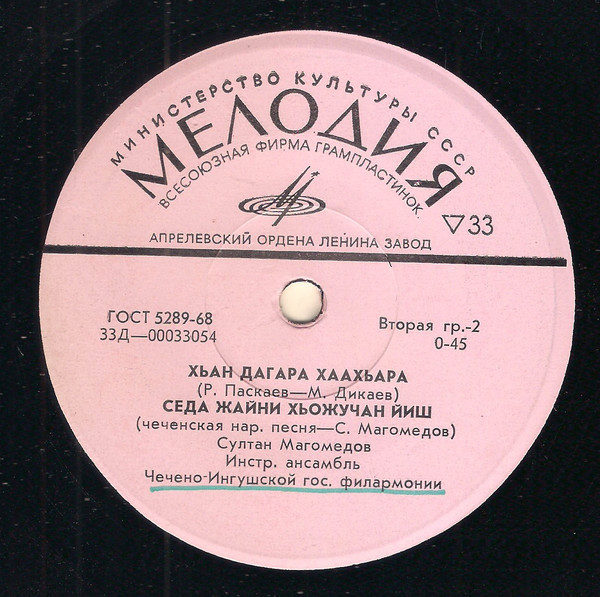 МИНИСТЕРСТВО КУЛЬТУРЫ СССР
МЕЛОДИЯ
ВСЕСОЮЗНАЯ ФИРМА ГРАМПЛАСТИНОК
▽33
АПРЕЛЕВСКИЙ ОРДЕНА ЛЕНИНА ЗАВОД
ГОСТ 5289-68
33Д—00033054
Вторая гр.-2
0-45
ХЬАН ДАГАРА ХААХЬАРА
(Р. Паскаев—М. Дикаев)
СЕДА ЖАЙНИ ХЬОЖУЧАН ЙИШ
(чеченская нар. песня—С. Магомедов)
Султан Магомедов
Инстр. ансамбль
Чечено-Ингушской гос. филармонии